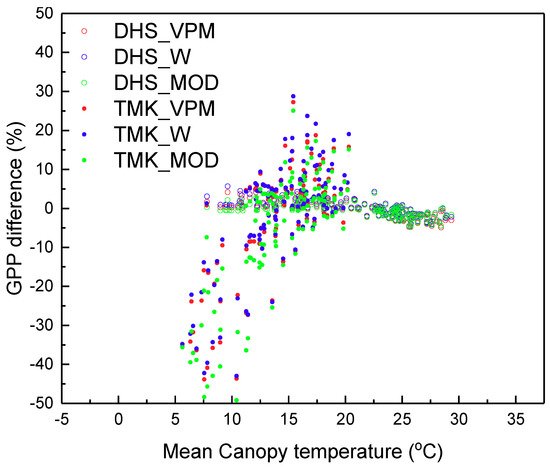 50
40
30
20
10
0
-10
-20
-30
-40
-50
GPP difference (%)
DHS_VPM
DHS_W
DHS_MOD
TMK_VPM
TMK_W
TMK_MOD
-5 0 5 10 15 20 25 30 35
Mean Canopy temperature (⁰C)